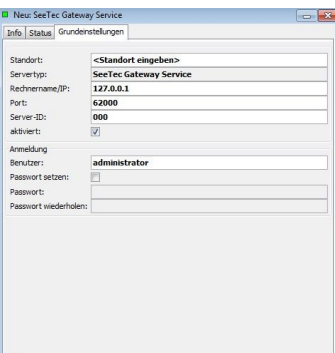 Neu: SeeTec Gateway Service
Info Status Grundeinstellungen
Standort: <Standort eingeben>
Servertyp: SeeTec Gateway Service
Rechnername/IP: 127.0.0.1
Port: 62000
Server-ID: 000
aktiviert:
Anmeldung
Benutzer: administrator
Passwort setzen:
Passwort:
Passwort wiederholen: